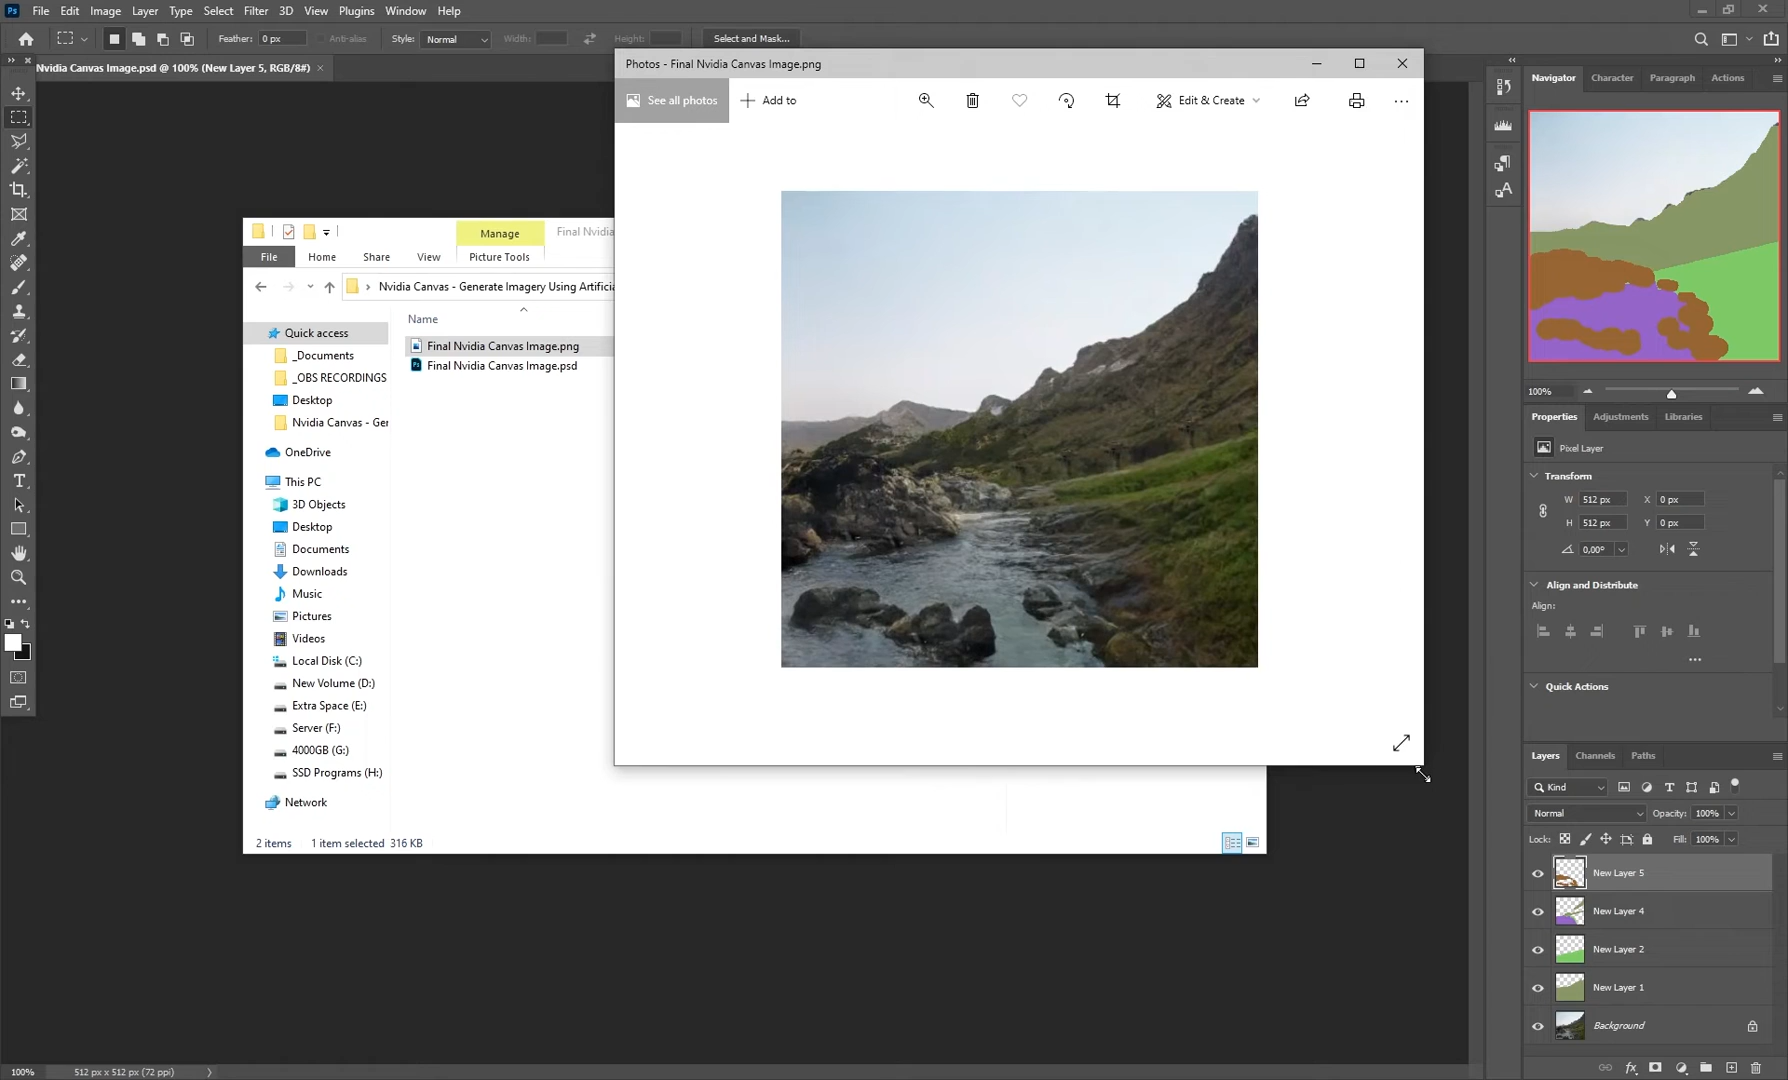 Ps File Edit Image Layer Type Select Filter 3D View Plugins Window Help
Feather: 0 px Anti-alias Style: Normal Width: Height: Select and Mask...
Nvidia Canvas Image.psd @ 100% (New Layer 5, RGB/8#)
Photos - Final Nvidia Canvas Image.png
See all photos Add to Edit & Create
Manage Final Nvidi
File Home Share View Picture Tools
Nvidia Canvas - Generate Imagery Using Artificia
Name
Quick access
_Documents
_OBS RECORDINGS
Desktop
Nvidia Canvas - Ger
OneDrive
This PC
3D Objects
Desktop
Documents
Downloads
Music
Pictures
Videos
Local Disk (C:)
New Volume (D:)
Extra Space (E:)
Server (F:)
4000GB (G:)
SSD Programs (H:)
Network
Final Nvidia Canvas Image.png
Final Nvidia Canvas Image.psd
2 items 1 item selected 316 KB
Navigator Character Paragraph Actions
100%
Properties Adjustments Libraries
Pixel Layer
Transform
W 512 px X 0 px
H 512 px Y 0 px
0,00°
Align and Distribute
Align:
Quick Actions
Layers Channels Paths
Kind
Normal Opacity: 100%
Lock: Fill: 100%
New Layer 5
New Layer 4
New Layer 2
New Layer 1
Background
100% 512 px x 512 px (72 ppi)